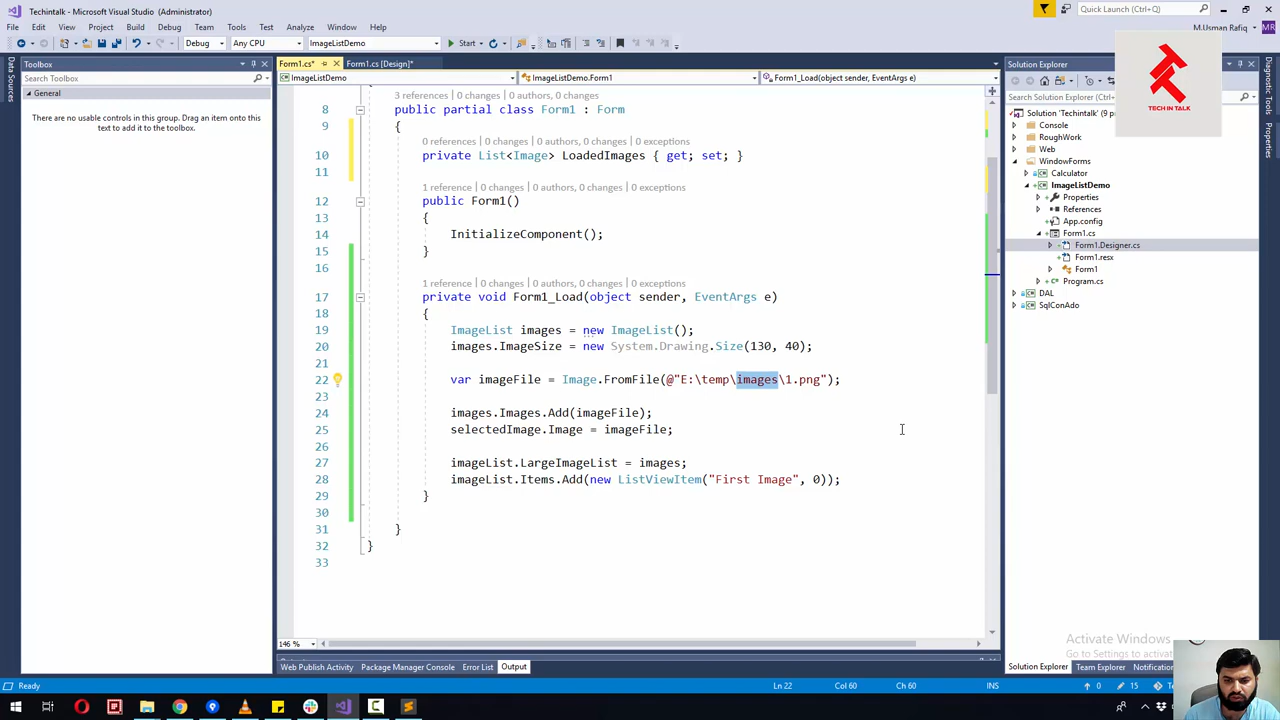 Techintalk - Microsoft Visual Studio (Administrator)
Quick Launch (Ctrl+Q)
File Edit View Project Build Debug Team Tools Test Analyze Window Help
M.Usman Rafiq MR
Debug Any CPU ImageListDemo Start
Data Sources
Toolbox
Search Toolbox
General
There are no usable controls in this group. Drag an item onto this
text to add it to the toolbox.
Form1.cs* Form1.cs [Design]*
ImageListDemo ImageListDemo.Form1 Form1_Load(object sender, EventArgs e)
3 references | 0 changes | 0 authors, 0 changes
8 public partial class Form1 : Form
9 {
0 references | 0 changes | 0 authors, 0 changes | 0 exceptions
10 private List<Image> LoadedImages { get; set; }
11
1 reference | 0 changes | 0 authors, 0 changes | 0 exceptions
12 public Form1()
13 {
14 InitializeComponent();
15 }
16
1 reference | 0 changes | 0 authors, 0 changes | 0 exceptions
17 private void Form1_Load(object sender, EventArgs e)
18 {
19 ImageList images = new ImageList();
20 images.ImageSize = new System.Drawing.Size(130, 40);
21
22 var imageFile = Image.FromFile(@"E:\temp\images\1.png");
23
24 images.Images.Add(imageFile);
25 selectedImage.Image = imageFile;
26
27 imageList.LargeImageList = images;
28 imageList.Items.Add(new ListViewItem("First Image", 0));
29 }
30
31 }
32 }
33
146 %
Web Publish Activity Package Manager Console Error List Output
TECH IN TALK
Solution Explorer
Search Solution Explorer
Solution 'Techintalk' (9 p
Console
RoughWork
Web
WindowForms
Calculator
ImageListDemo
Properties
References
App.config
Form1.cs
Form1.Designer.cs
Form1.resx
Form1
Program.cs
DAL
SqlConAdo
Diagnostic Tools
Properties
Activate Windows
Go to Settings to activat
Solution Explorer Team Explorer Notification
Ready Ln 22 Col 60 Ch 60 INS 0 15